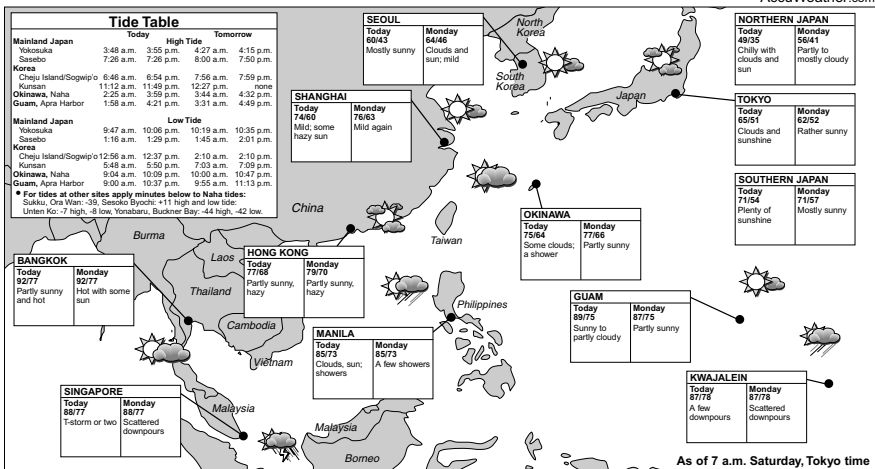 AccuWeather.com
Tide Table
Today Tomorrow
Mainland Japan High Tide
Yokosuka 3:48 a.m. 3:55 p.m. 4:27 a.m. 4:15 p.m.
Sasebo 7:26 a.m. 7:26 p.m. 8:00 a.m. 7:50 p.m.
Korea
Cheju Island/Sogwip'o 6:46 a.m. 6:54 p.m. 7:56 a.m. 7:59 p.m.
Kunsan 11:12 a.m. 11:49 p.m. 12:27 p.m. none
Okinawa, Naha 2:25 a.m. 3:59 p.m. 3:44 a.m. 4:32 p.m.
Guam, Apra Harbor 1:58 a.m. 4:21 p.m. 3:31 a.m. 4:49 p.m.
Mainland Japan Low Tide
Yokosuka 9:47 a.m. 10:06 p.m. 10:19 a.m. 10:35 p.m.
Sasebo 1:16 a.m. 1:29 p.m. 1:45 a.m. 2:01 p.m.
Korea
Cheju Island/Sogwip'o 12:56 a.m. 12:37 p.m. 2:10 a.m. 2:10 p.m.
Kunsan 5:48 a.m. 5:50 p.m. 7:03 a.m. 7:09 p.m.
Okinawa, Naha 9:04 a.m. 10:09 p.m. 10:00 a.m. 10:47 p.m.
Guam, Apra Harbor 9:00 a.m. 10:37 p.m. 9:55 a.m. 11:13 p.m.
• For tides at other sites apply minutes below to Naha tides:
Sukku, Ora Wan: -39, Sesoko Byochi: +11 high and low tide:
Unten Ko: -7 high, -8 low, Yonabaru, Buckner Bay: -44 high, -42 low.
SEOUL
Today Monday
60/43 64/46
Mostly sunny Clouds and
sun; mild
North
Korea
South
Korea
Japan
NORTHERN JAPAN
Today Monday
49/35 56/41
Chilly with Partly to
clouds and mostly cloudy
sun
SHANGHAI
Today Monday
74/60 76/63
Mild; some Mild again
hazy sun
TOKYO
Today Monday
65/51 62/52
Clouds and Rather sunny
sunshine
SOUTHERN JAPAN
Today Monday
71/54 71/57
Plenty of Mostly sunny
sunshine
China
Taiwan
OKINAWA
Today Monday
75/64 77/66
Some clouds; Partly sunny
a shower
Burma
Laos
Thailand
Cambodia
Vietnam
HONG KONG
Today Monday
77/68 79/70
Partly sunny, Partly sunny,
hazy hazy
BANGKOK
Today Monday
92/77 92/77
Partly sunny Hot with some
and hot sun
Philippines
GUAM
Today Monday
89/75 87/75
Sunny to Partly sunny
partly cloudy
MANILA
Today Monday
85/73 85/73
Clouds, sun; A few showers
showers
KWAJALEIN
Today Monday
87/78 87/78
A few Scattered
downpours downpours
SINGAPORE
Today Monday
88/77 88/77
T-storm or two Scattered
downpours
Malaysia
Malaysia
Borneo
As of 7 a.m. Saturday, Tokyo time